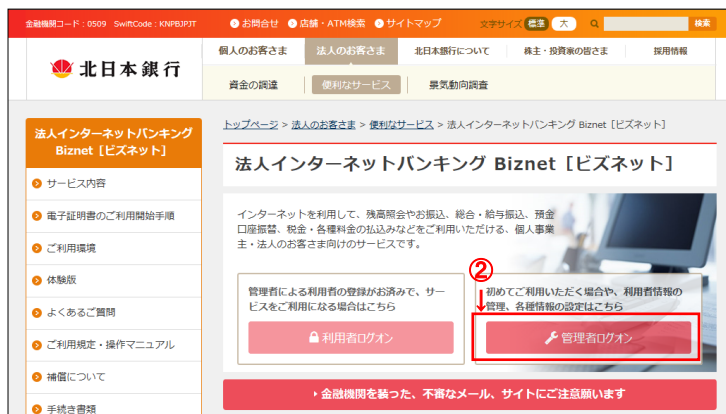 金融機関コード：0509 SwiftCode：KNPBJPJT
お問合せ 店舗・ATM検索 サイトマップ 文字サイズ 標準 大 検索
個人のお客さま 法人のお客さま 北日本銀行について 株主・投資家の皆さま 採用情報
北日本銀行
資金の調達 便利なサービス 景気動向調査
トップページ > 法人のお客さま > 便利なサービス > 法人インターネットバンキング Biznet［ビズネット］
法人インターネットバンキング
Biznet［ビズネット］
サービス内容
電子証明書のご利用開始手順
ご利用環境
体験版
よくあるご質問
ご利用規定・操作マニュアル
補償について
手続き書類
法人インターネットバンキング Biznet［ビズネット］
インターネットを利用して、残高照会やお振込、総合・給与振込、預金
口座振替、税金・各種料金の払込みなどをご利用いただける、個人事業
主・法人のお客さま向けのサービスです。
管理者による利用者の登録がお済みで、サー
ビスをご利用になる場合はこちら
利用者ログオン
②
初めてご利用いただく場合や、利用者情報の
管理、各種情報の設定はこちら
管理者ログオン
金融機関を装った、不審なメール、サイトにご注意願います